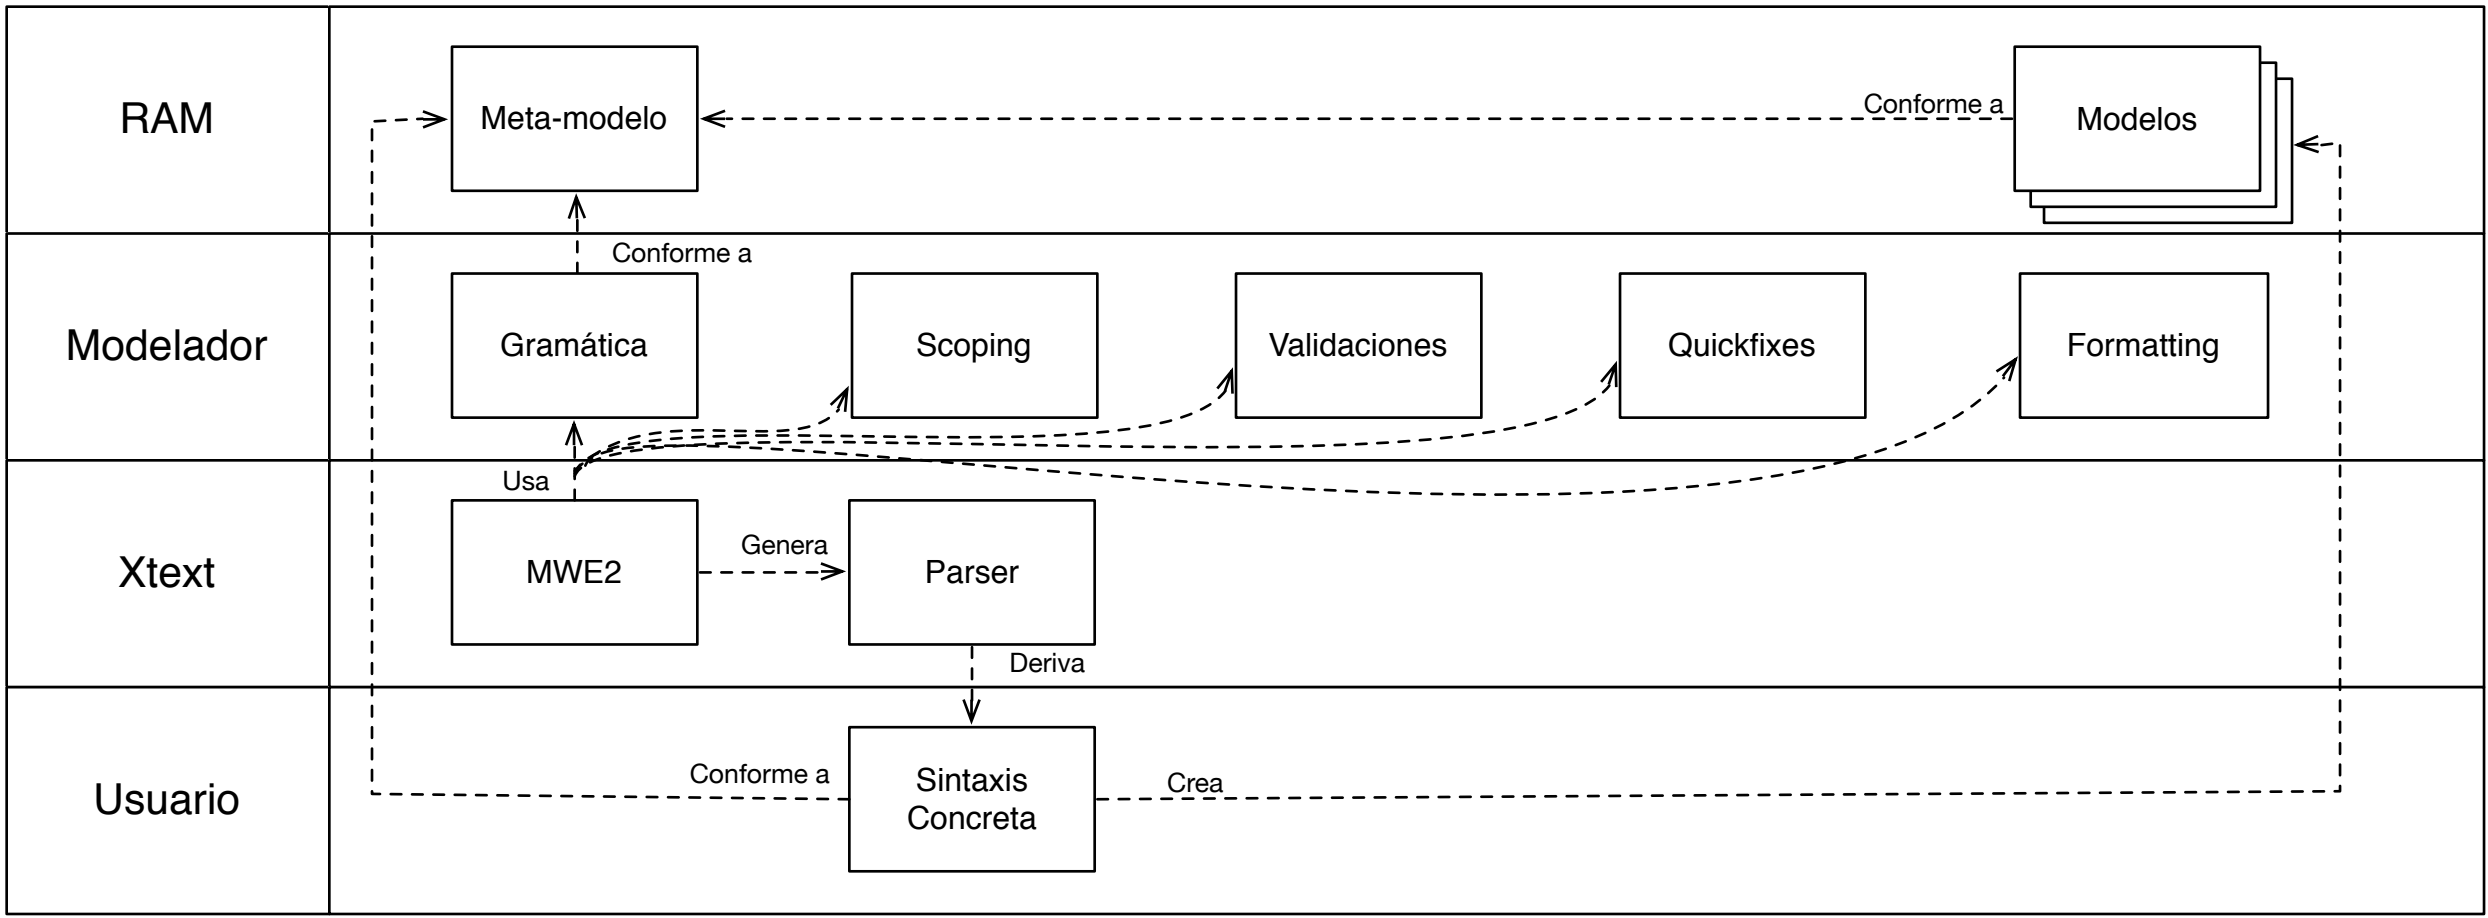 RAM
Meta-modelo
Conforme a
Modelos
Conforme a
Modelador
Gramática
Scoping
Validaciones
Quickfixes
Formatting
Usa
Xtext
MWE2
Genera
Parser
Deriva
Usuario
Conforme a
Sintaxis
Concreta
Crea